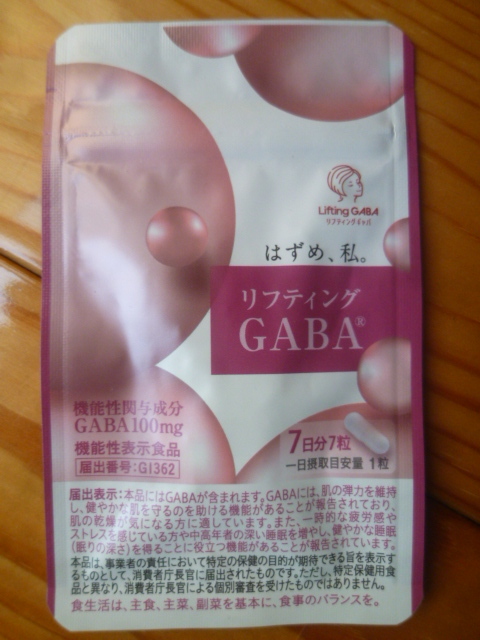 Lifting GABA
リフティングギャバ
はずめ、私。
リフティング
GABA®
機能性関与成分
GABA100mg
機能性表示食品
届出番号:GI362
7日分7粒
一日摂取目安量 1粒
届出表示:本品にはGABAが含まれます。GABAには、肌の弾力を維持
し、健やかな肌を守るのを助ける機能があることが報告されており、
肌の乾燥が気になる方に適しています。また、一時的な疲労感や
ストレスを感じている方や中高年者の深い睡眠を増やし、健やかな睡眠
(眠りの深さ)を得ることに役立つ機能があることが報告されています。
本品は、事業者の責任において特定の保健の目的が期待できる旨を表示す
るものとして、消費者庁長官に届出されたものです。ただし、特定保健用食
品と異なり、消費者庁長官による個別審査を受けたものではありません。
食生活は、主食、主菜、副菜を基本に、食事のバランスを。